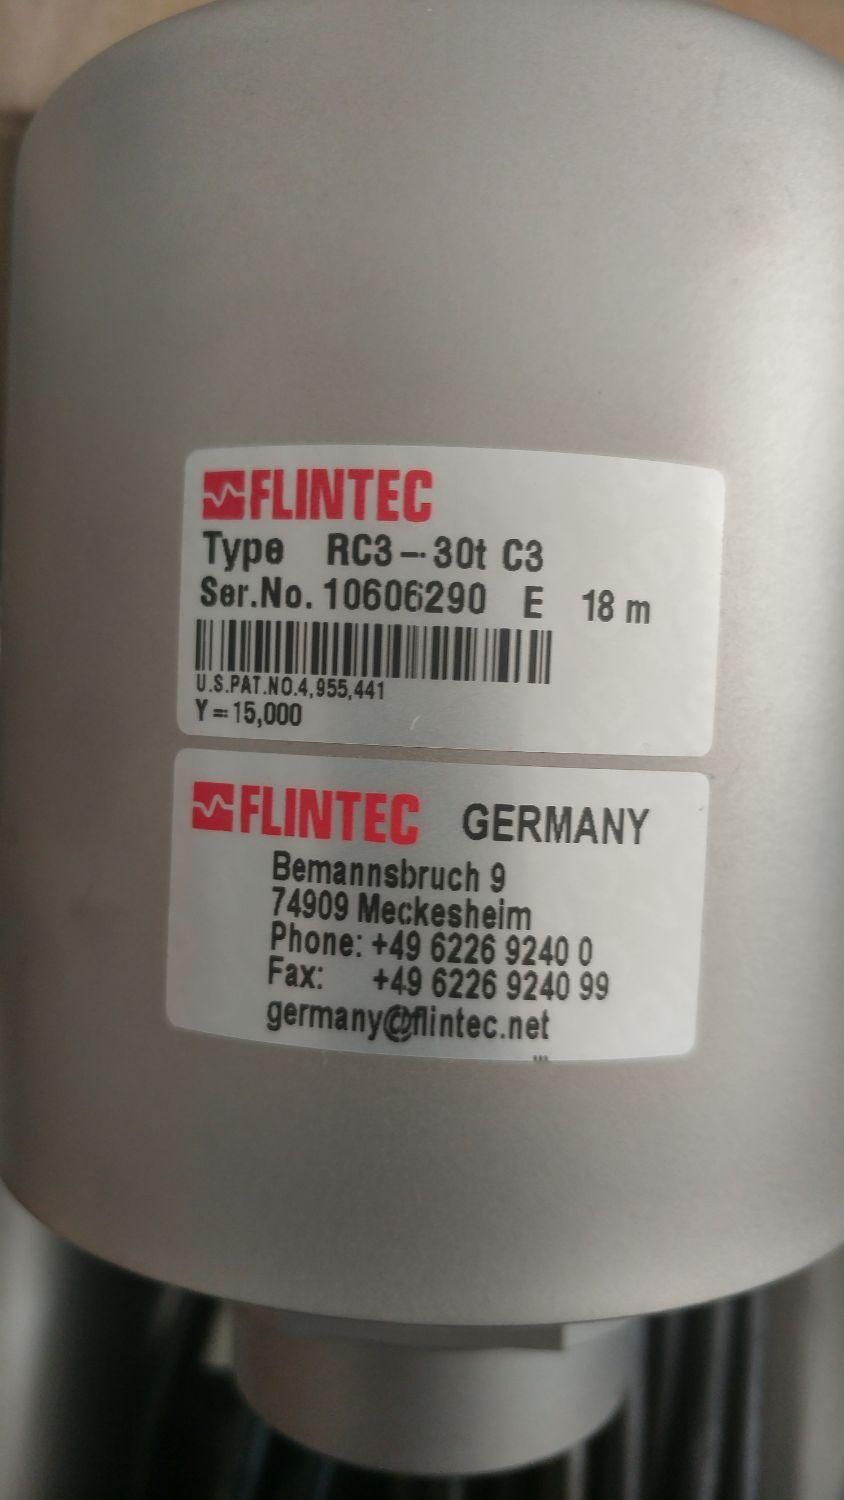 FLINTEC
Type RC3-30t C3
Ser.No. 10606290 E 18 m
U.S.PAT.NO.4,955,441
Y=15,000
FLINTEC GERMANY
Bemannsbruch 9
74909 Meckesheim
Phone: +49 6226 9240 0
Fax: +49 6226 9240 99
germany@flintec.net